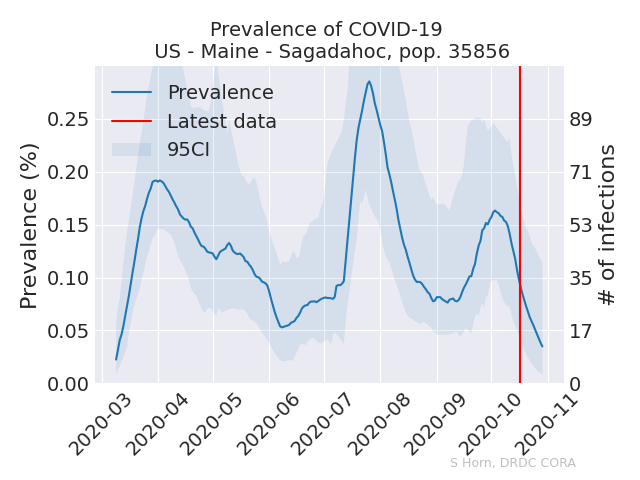 Prevalence of COVID-19
US - Maine - Sagadahoc, pop. 35856
Prevalence
Latest data
95CI
Prevalence (%)
0.25
0.20
0.15
0.10
0.05
0.00
89
71
53
35
17
0
# of infections
2020-03
2020-04
2020-05
2020-06
2020-07
2020-08
2020-09
2020-10
2020-11
S Horn, DRDC CORA